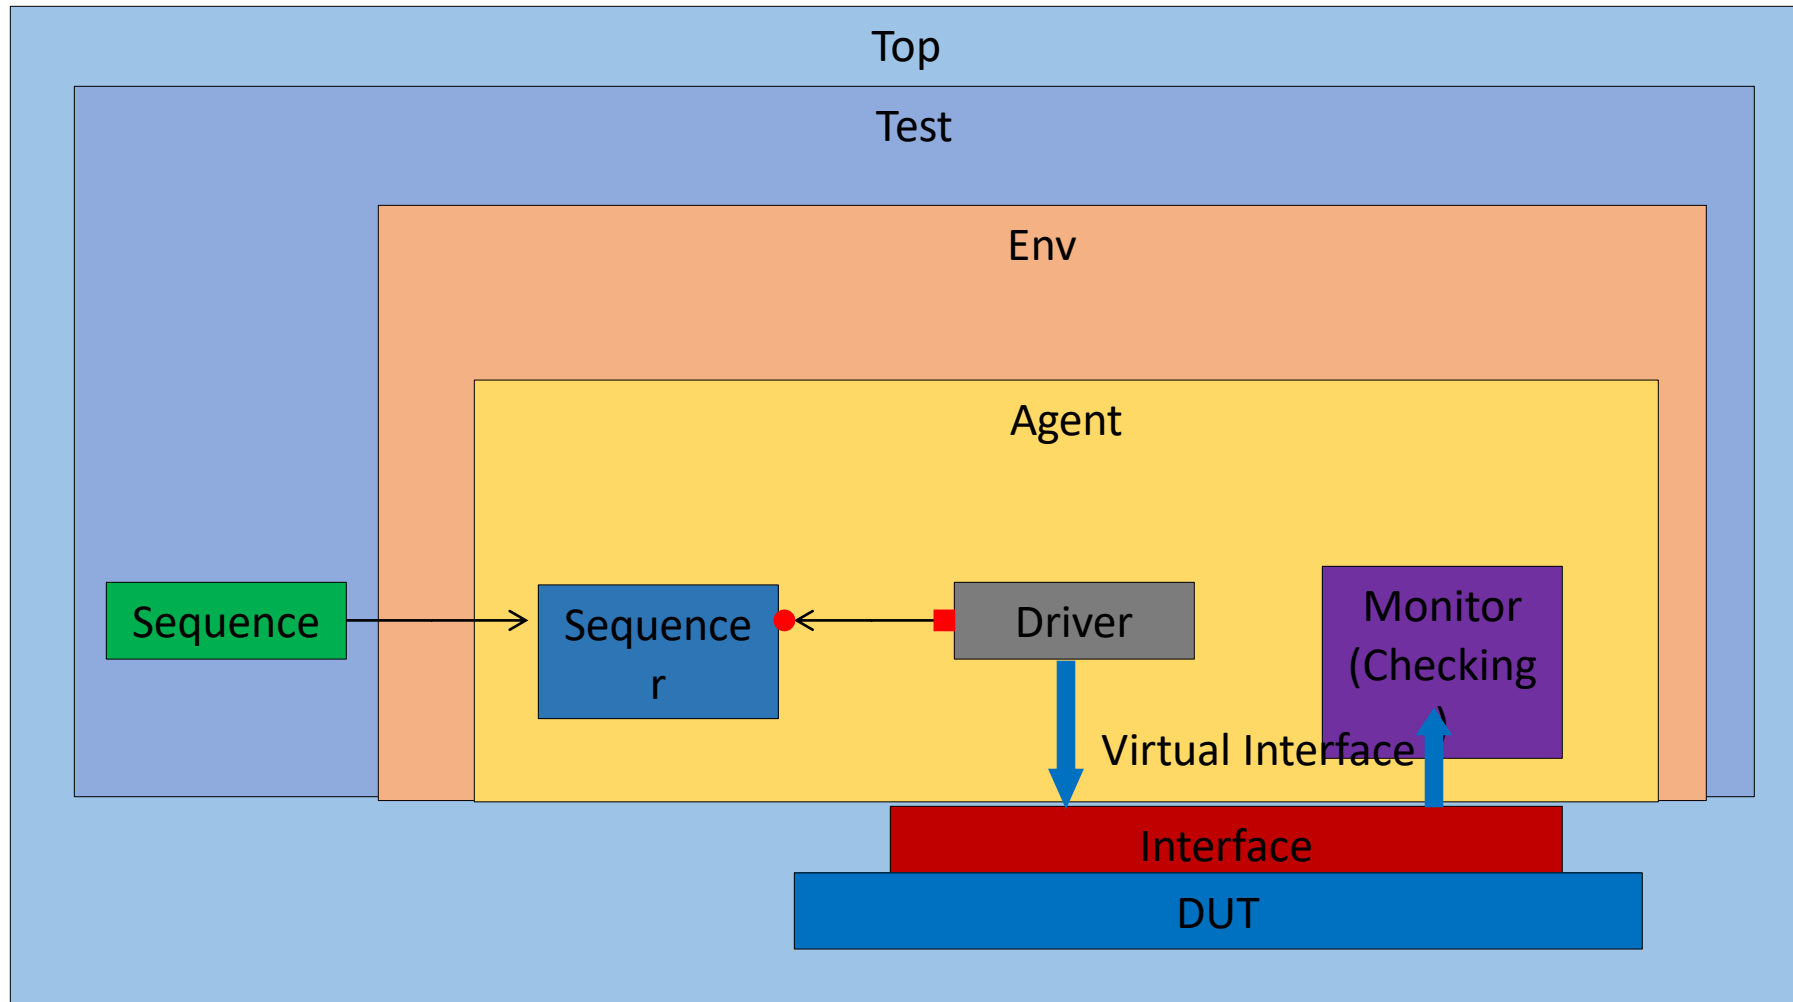 Top
Test
Env
Agent
Sequence
Sequence
r
Driver
Monitor
(Checking
)
Virtual Interface
Interface
DUT